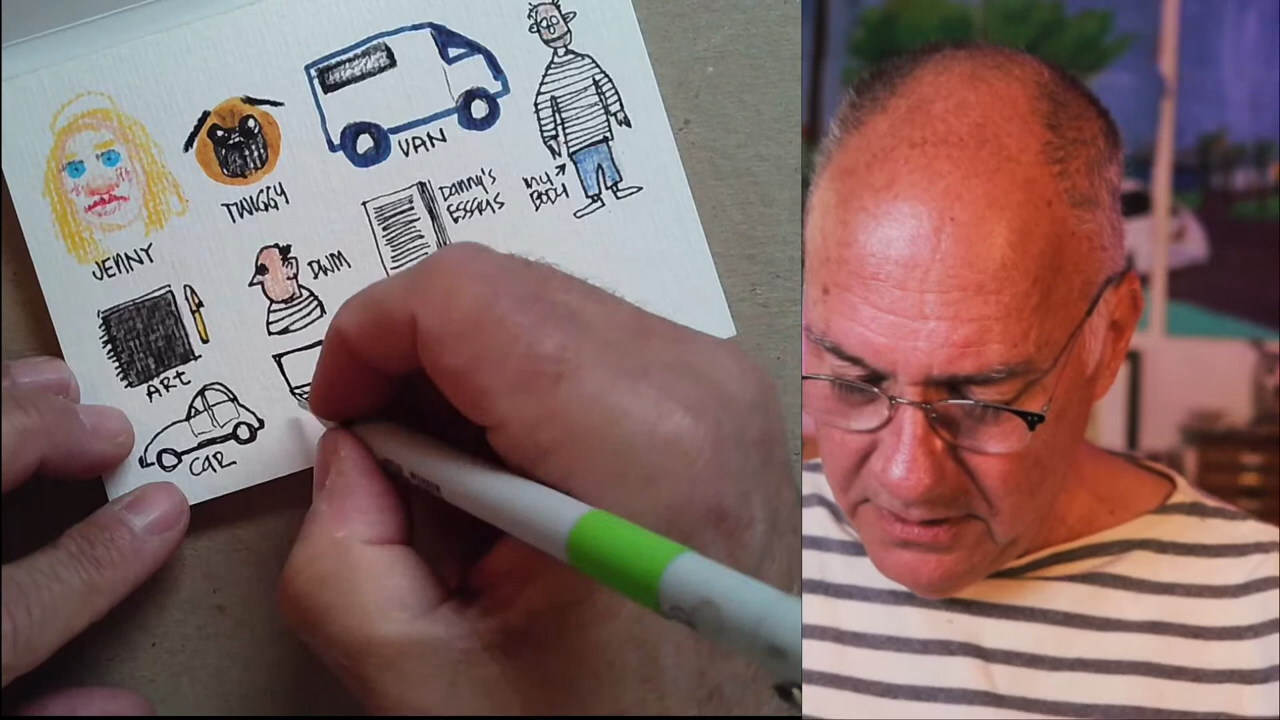 VAN
TWIGGY
Danny's
ESSAYS
my
BODY
JENNY
DWM
ART
CAR